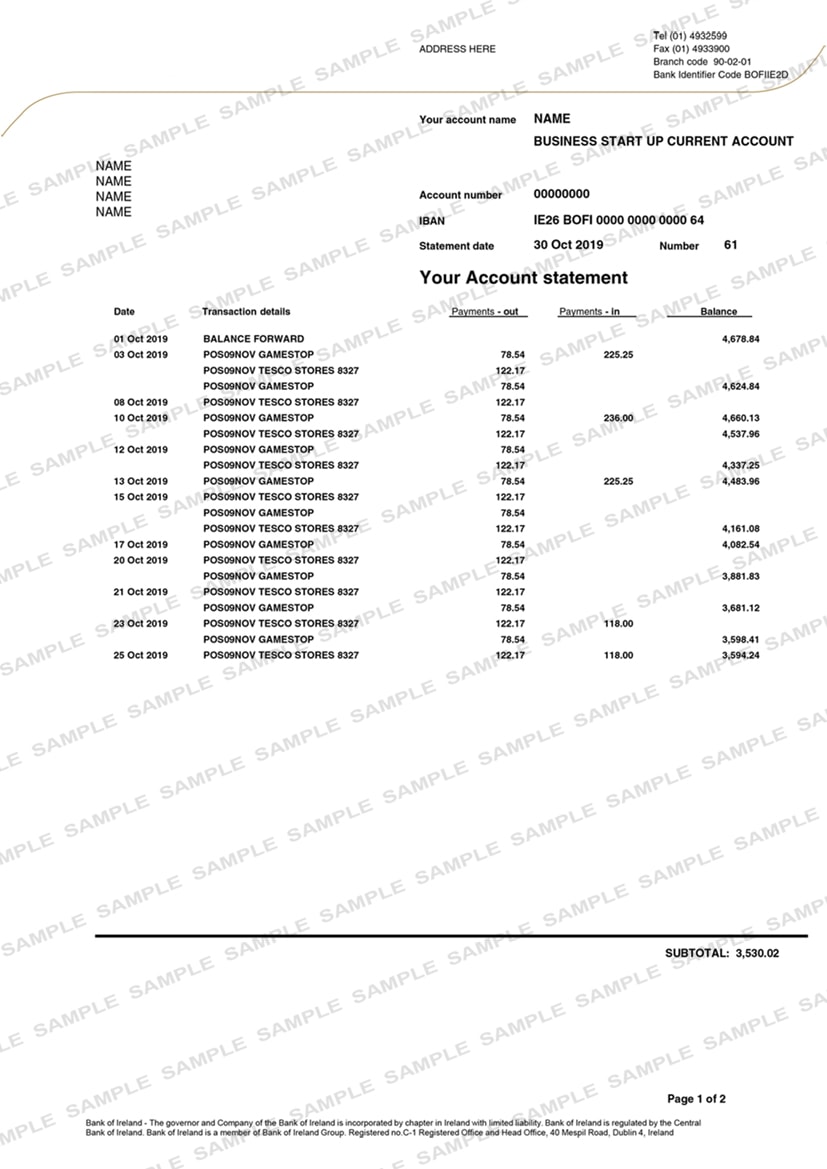 Tel (01) 4932599
ADDRESS HERE Fax (01) 4933900
Branch code 90-02-01
Bank Identifier Code BOFIIE2D
Your account name NAME
BUSINESS START UP CURRENT ACCOUNT
NAME
NAME
NAME
NAME
Account number 00000000
IBAN IE26 BOFI 0000 0000 0000 64
Statement date 30 Oct 2019 Number 61
Your Account statement
Date Transaction details Payments - out Payments - in Balance
01 Oct 2019 BALANCE FORWARD 4,678.84
03 Oct 2019 POS09NOV GAMESTOP 78.54 225.25
POS09NOV TESCO STORES 8327 122.17
POS09NOV GAMESTOP 78.54 4,624.84
08 Oct 2019 POS09NOV TESCO STORES 8327 122.17
10 Oct 2019 POS09NOV GAMESTOP 78.54 236.00 4,660.13
POS09NOV TESCO STORES 8327 122.17 4,537.96
12 Oct 2019 POS09NOV GAMESTOP 78.54
POS09NOV TESCO STORES 8327 122.17 4,337.25
13 Oct 2019 POS09NOV GAMESTOP 78.54 225.25 4,483.96
15 Oct 2019 POS09NOV TESCO STORES 8327 122.17
POS09NOV GAMESTOP 78.54
POS09NOV TESCO STORES 8327 122.17 4,161.08
17 Oct 2019 POS09NOV GAMESTOP 78.54 4,082.54
20 Oct 2019 POS09NOV TESCO STORES 8327 122.17
POS09NOV GAMESTOP 78.54 3,881.83
21 Oct 2019 POS09NOV TESCO STORES 8327 122.17
POS09NOV GAMESTOP 78.54 3,681.12
23 Oct 2019 POS09NOV TESCO STORES 8327 122.17 118.00
POS09NOV GAMESTOP 78.54 3,598.41
25 Oct 2019 POS09NOV TESCO STORES 8327 122.17 118.00 3,594.24
SUBTOTAL: 3,530.02
Page 1 of 2
Bank of Ireland - The governor and Company of the Bank of Ireland is incorporated by chapter in Ireland with limited liability. Bank of Ireland is regulated by the Central
Bank of Ireland. Bank of Ireland is a member of Bank of Ireland Group. Registered no.C-1 Registered Office and Head Office, 40 Mespil Road, Dublin 4, Ireland
SAMPLE